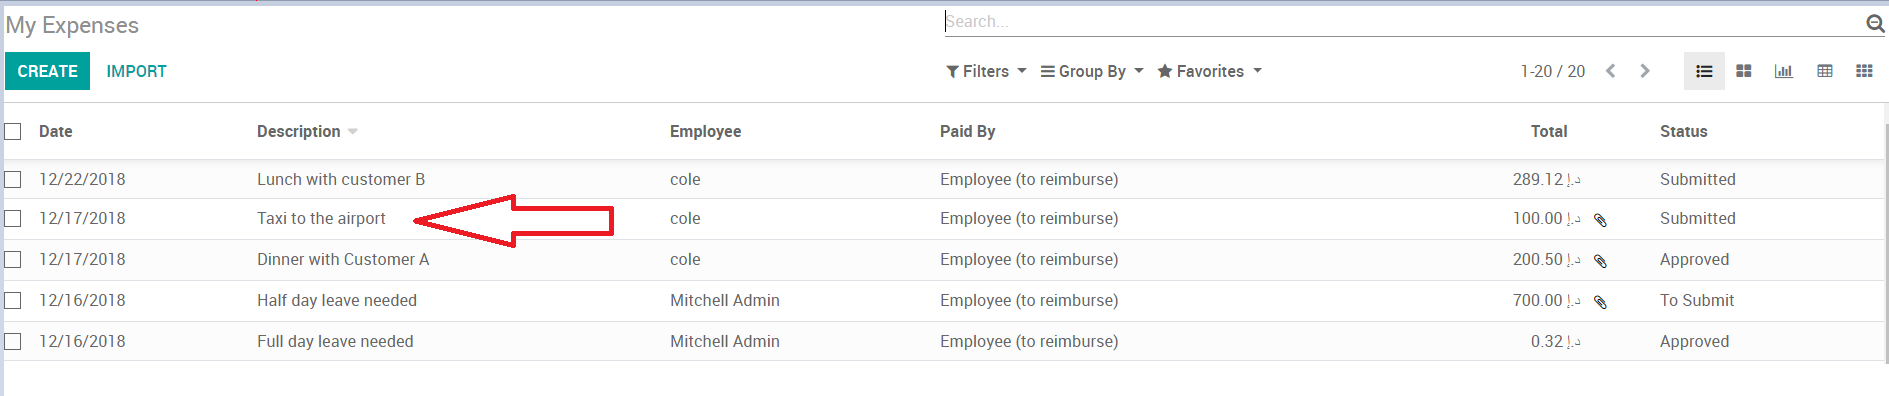 My Expenses
Search...
CREATE IMPORT Filters Group By Favorites 1-20 / 20
Date Description Employee Paid By Total Status
12/22/2018 Lunch with customer B cole Employee (to reimburse) 289.12 د.إ Submitted
12/17/2018 Taxi to the airport cole Employee (to reimburse) 100.00 د.إ Submitted
12/17/2018 Dinner with Customer A cole Employee (to reimburse) 200.50 د.إ Approved
12/16/2018 Half day leave needed Mitchell Admin Employee (to reimburse) 700.00 د.إ To Submit
12/16/2018 Full day leave needed Mitchell Admin Employee (to reimburse) 0.32 د.إ Approved